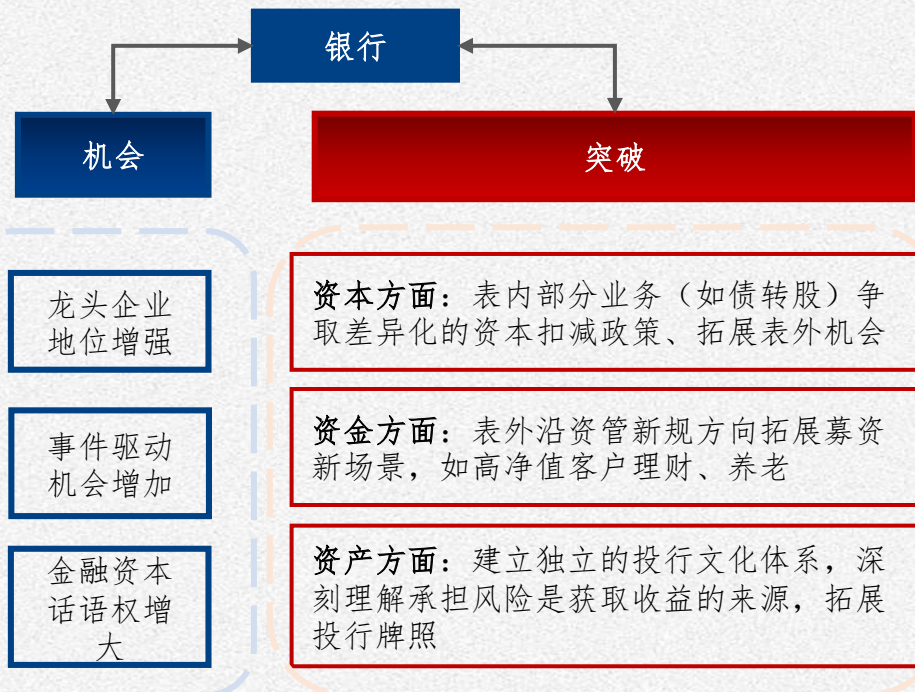 银行
机会
突破
龙头企业
地位增强
事件驱动
机会增加
金融资本
话语权增
大
资本方面：表内部分业务（如债转股）争
取差异化的资本扣减政策、拓展表外机会
资金方面：表外沿资管新规方向拓展募资
新场景，如高净值客户理财、养老
资产方面：建立独立的投行文化体系，深
刻理解承担风险是获取收益的来源，拓展
投行牌照